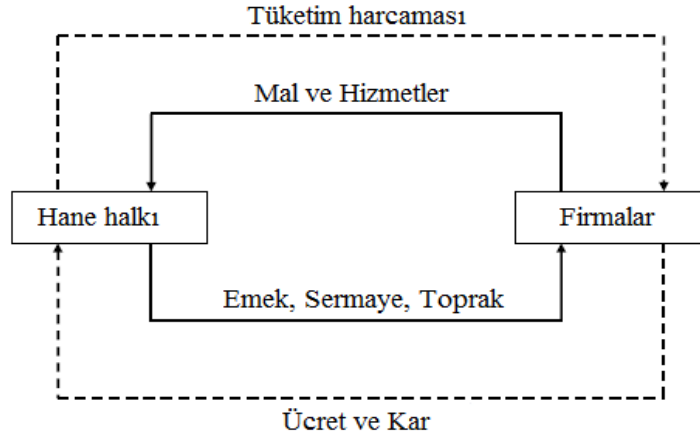 Tüketim harcaması
Mal ve Hizmetler
Hane halkı
Firmalar
Emek, Sermaye, Toprak
Ücret ve Kar